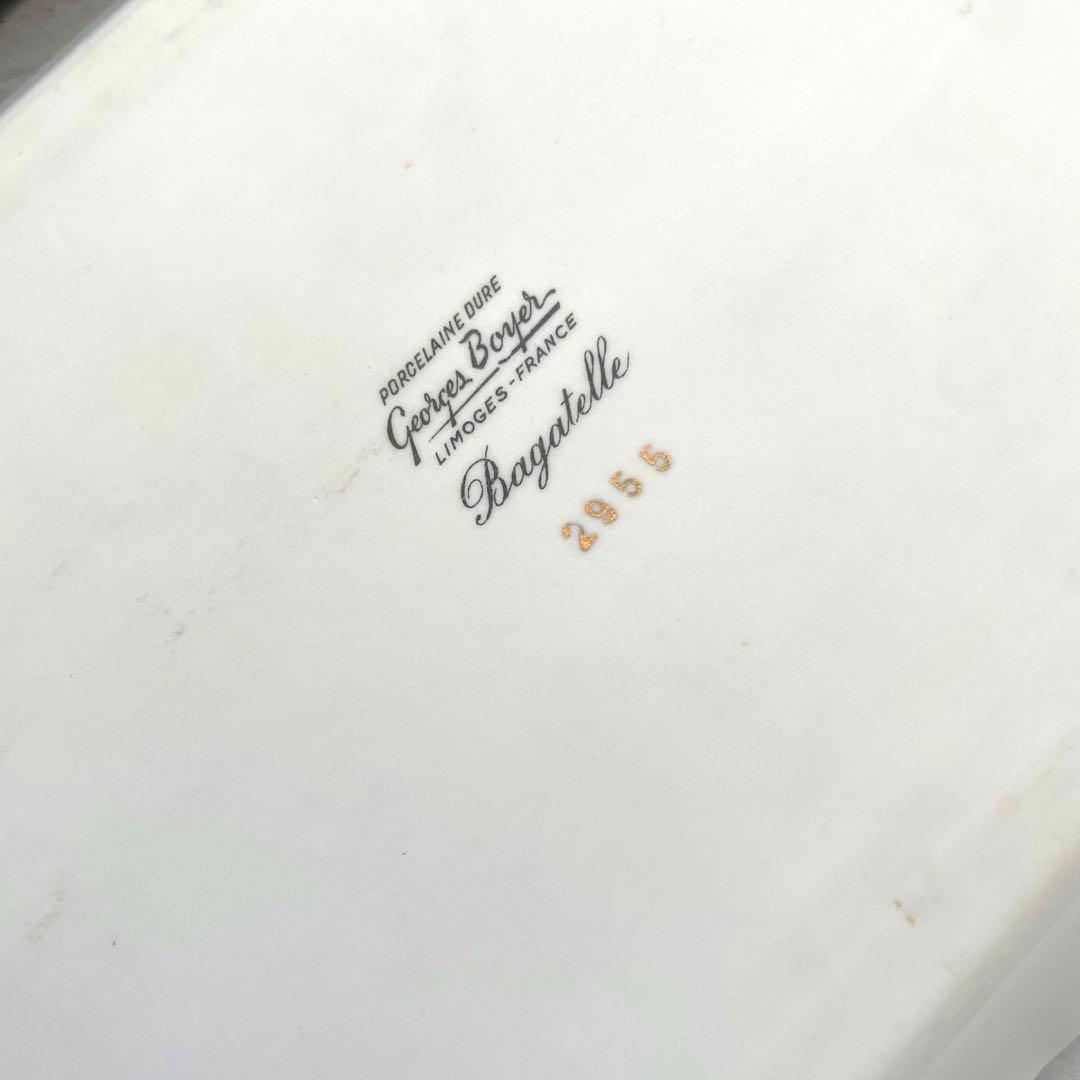 PORCELAINE DURE
Georges Boyer
LIMOGES-FRANCE
Bagatelle
2955